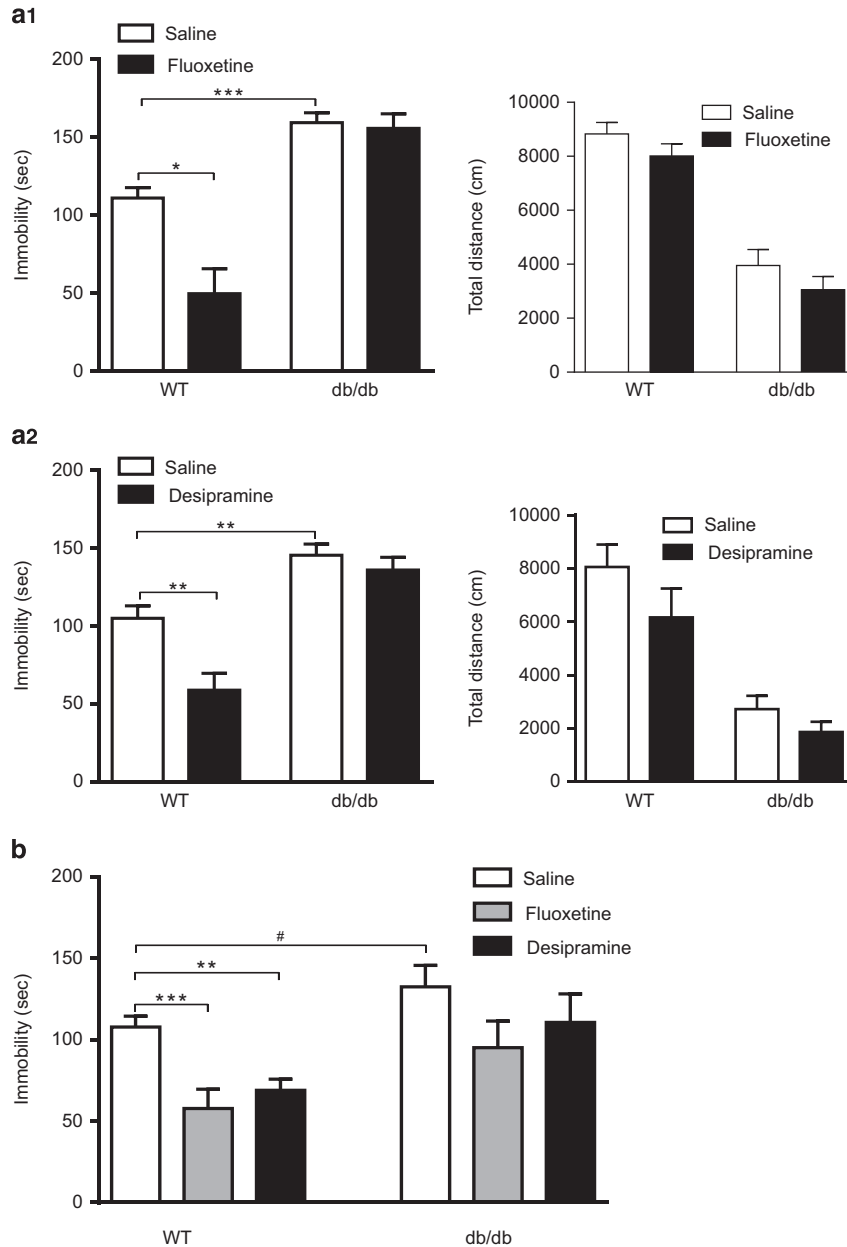 a1
Saline
Fluoxetine
200
150
100
50
0
Immobility (sec)
***
*
WT db/db
10000
8000
6000
4000
2000
0
Total distance (cm)
Saline
Fluoxetine
WT db/db
a2
Saline
Desipramine
200
150
100
50
0
Immobility (sec)
**
**
WT db/db
10000
8000
6000
4000
2000
0
Total distance (cm)
Saline
Desipramine
WT db/db
b
200
150
100
50
0
Immobility (sec)
Saline
Fluoxetine
Desipramine
#
**
***
WT db/db